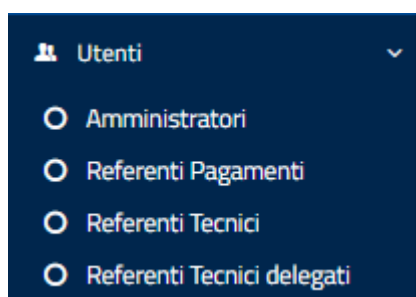 Utenti
Amministratori
Referenti Pagamenti
Referenti Tecnici
Referenti Tecnici delegati